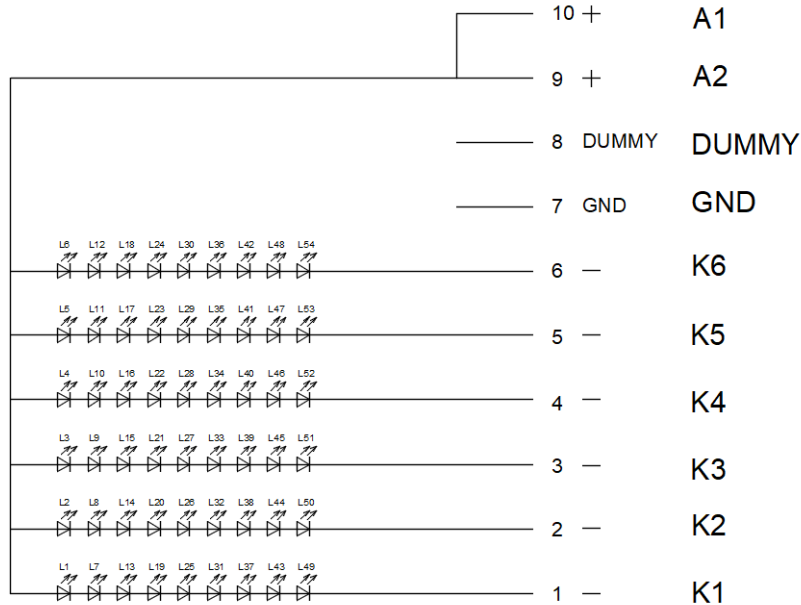 10 + A1
9 + A2
8 DUMMY DUMMY
7 GND GND
L6 L12 L18 L24 L30 L36 L42 L48 L54
6 — K6
L5 L11 L17 L23 L29 L35 L41 L47 L53
5 — K5
L4 L10 L16 L22 L28 L34 L40 L46 L52
4 — K4
L3 L9 L15 L21 L27 L33 L39 L45 L51
3 — K3
L2 L8 L14 L20 L26 L32 L38 L44 L50
2 — K2
L1 L7 L13 L19 L25 L31 L37 L43 L49
1 — K1